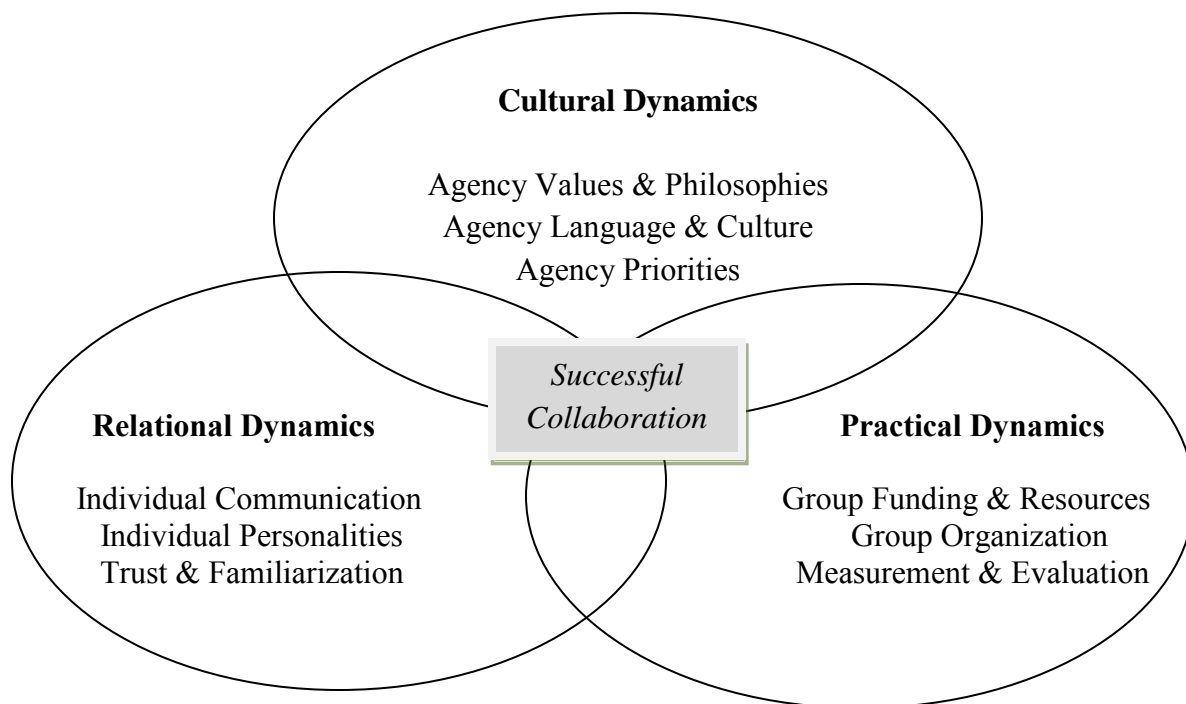 Cultural Dynamics
Agency Values & Philosophies
Agency Language & Culture
Agency Priorities
Successful
Collaboration
Relational Dynamics
Individual Communication
Individual Personalities
Trust & Familiarization
Practical Dynamics
Group Funding & Resources
Group Organization
Measurement & Evaluation